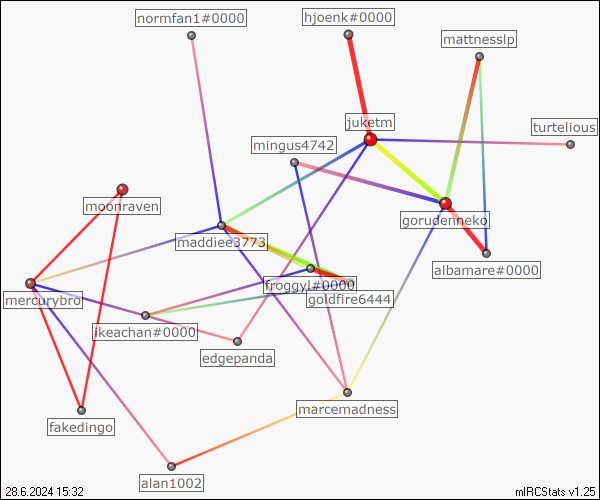 normfan1#0000
hjoenk#0000
mattnesslp
juketm
turtelious
mingus4742
moonraven
gorudenneko
maddiee3773
albamare#0000
froggyl#0000
goldfire6444
mercurybro
ikeachan#0000
edgepanda
marcemadness
fakedingo
alan1002
28.6.2024 15:32
mIRCStats v1.25